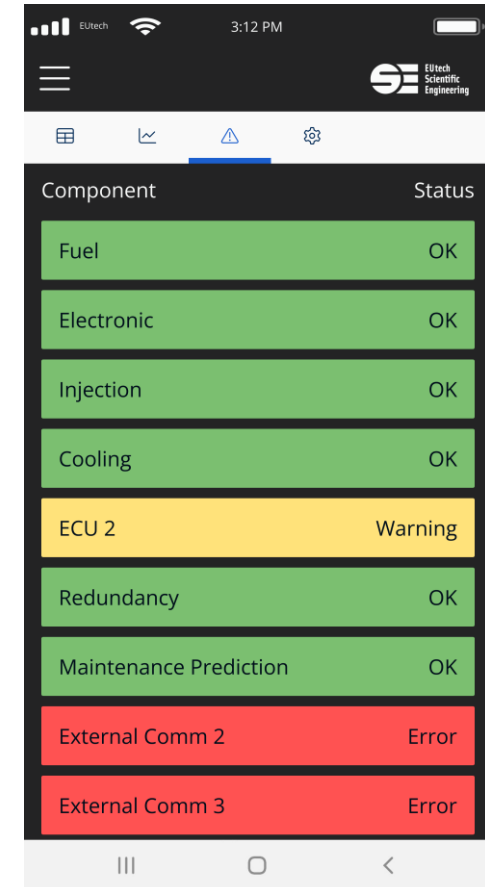 EUtech 3:12 PM
EUtech
Scientific
Engineering
Component Status
Fuel OK
Electronic OK
Injection OK
Cooling OK
ECU 2 Warning
Redundancy OK
Maintenance Prediction OK
External Comm 2 Error
External Comm 3 Error